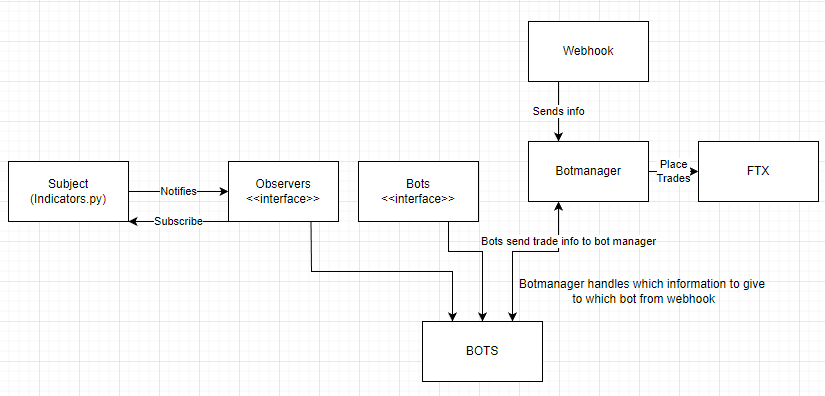 Webhook
Sends info
Botmanager
Place
Trades
FTX
Subject
(Indicators.py)
Notifies
Subscribe
Observers
<<interface>>
Bots
<<interface>>
Bots send trade info to bot manager
Botmanager handles which information to give
to which bot from webhook
BOTS